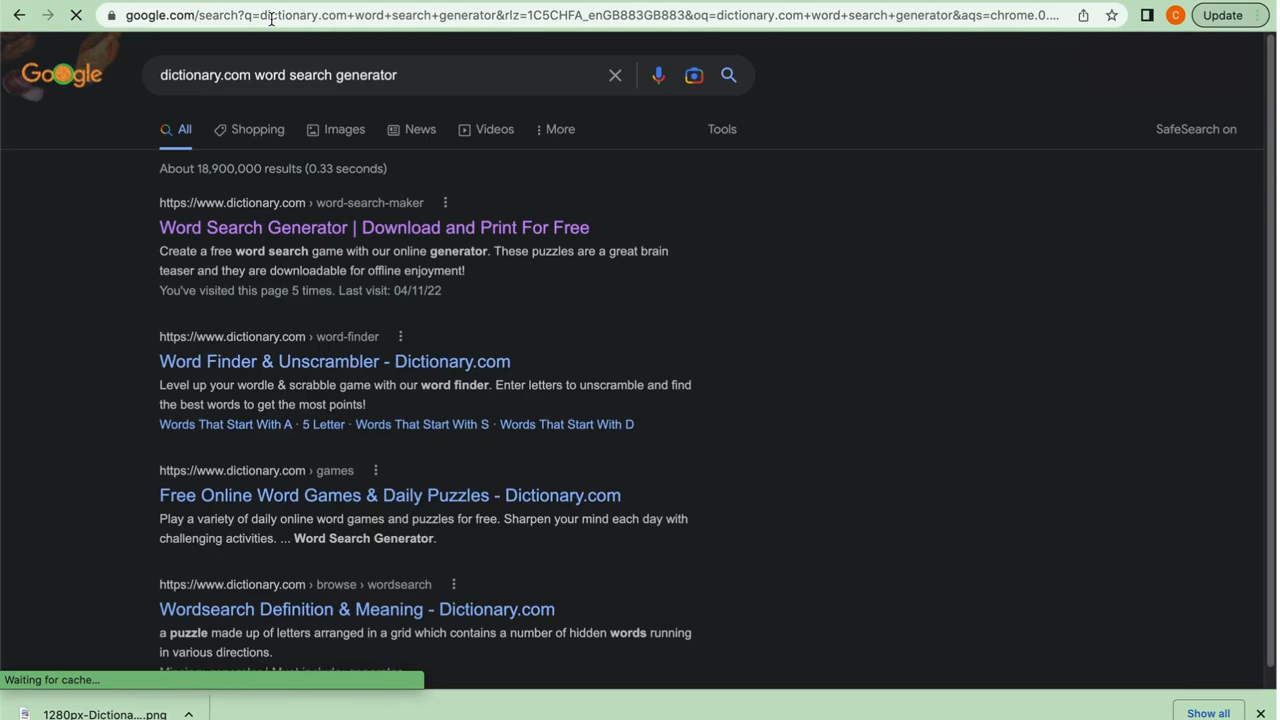 google.com/search?q=dictionary.com+word+search+generator&rlz=1C5CHFA_enGB883GB883&oq=dictionary.com+word+search+generator&aqs=chrome.0....
C
Update
Google
dictionary.com word search generator
All
Shopping
Images
News
Videos
More
Tools
SafeSearch on
About 18,900,000 results (0.33 seconds)
https://www.dictionary.com › word-search-maker
Word Search Generator | Download and Print For Free
Create a free word search game with our online generator. These puzzles are a great brain
teaser and they are downloadable for offline enjoyment!
You've visited this page 5 times. Last visit: 04/11/22
https://www.dictionary.com › word-finder
Word Finder & Unscrambler - Dictionary.com
Level up your wordle & scrabble game with our word finder. Enter letters to unscramble and find
the best words to get the most points!
Words That Start With A · 5 Letter · Words That Start With S · Words That Start With D
https://www.dictionary.com › games
Free Online Word Games & Daily Puzzles - Dictionary.com
Play a variety of daily online word games and puzzles for free. Sharpen your mind each day with
challenging activities. ... Word Search Generator.
https://www.dictionary.com › browse › wordsearch
Wordsearch Definition & Meaning - Dictionary.com
a puzzle made up of letters arranged in a grid which contains a number of hidden words running
in various directions.
Waiting for cache...
1280px-Dictiona....png
Show all